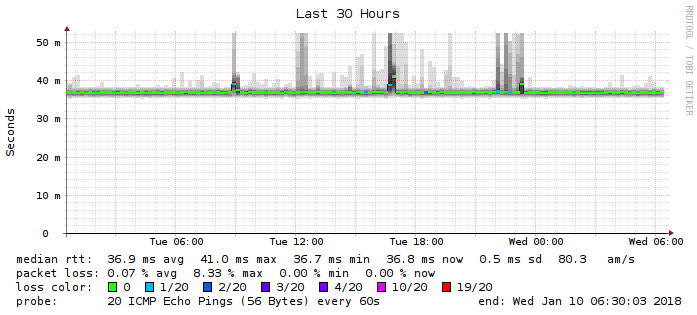 Last 30 Hours
RRDTOOL / TOBI OETIKER
Seconds
50 m
40 m
30 m
20 m
10 m
0
Tue 06:00 Tue 12:00 Tue 18:00 Wed 00:00 Wed 06:00
median rtt: 36.9 ms avg 41.0 ms max 36.7 ms min 36.8 ms now 0.5 ms sd 80.3 am/s
packet loss: 0.07 % avg 8.33 % max 0.00 % min 0.00 % now
loss color: 0 1/20 2/20 3/20 4/20 10/20 19/20
probe: 20 ICMP Echo Pings (56 Bytes) every 60s end: Wed Jan 10 06:30:03 2018